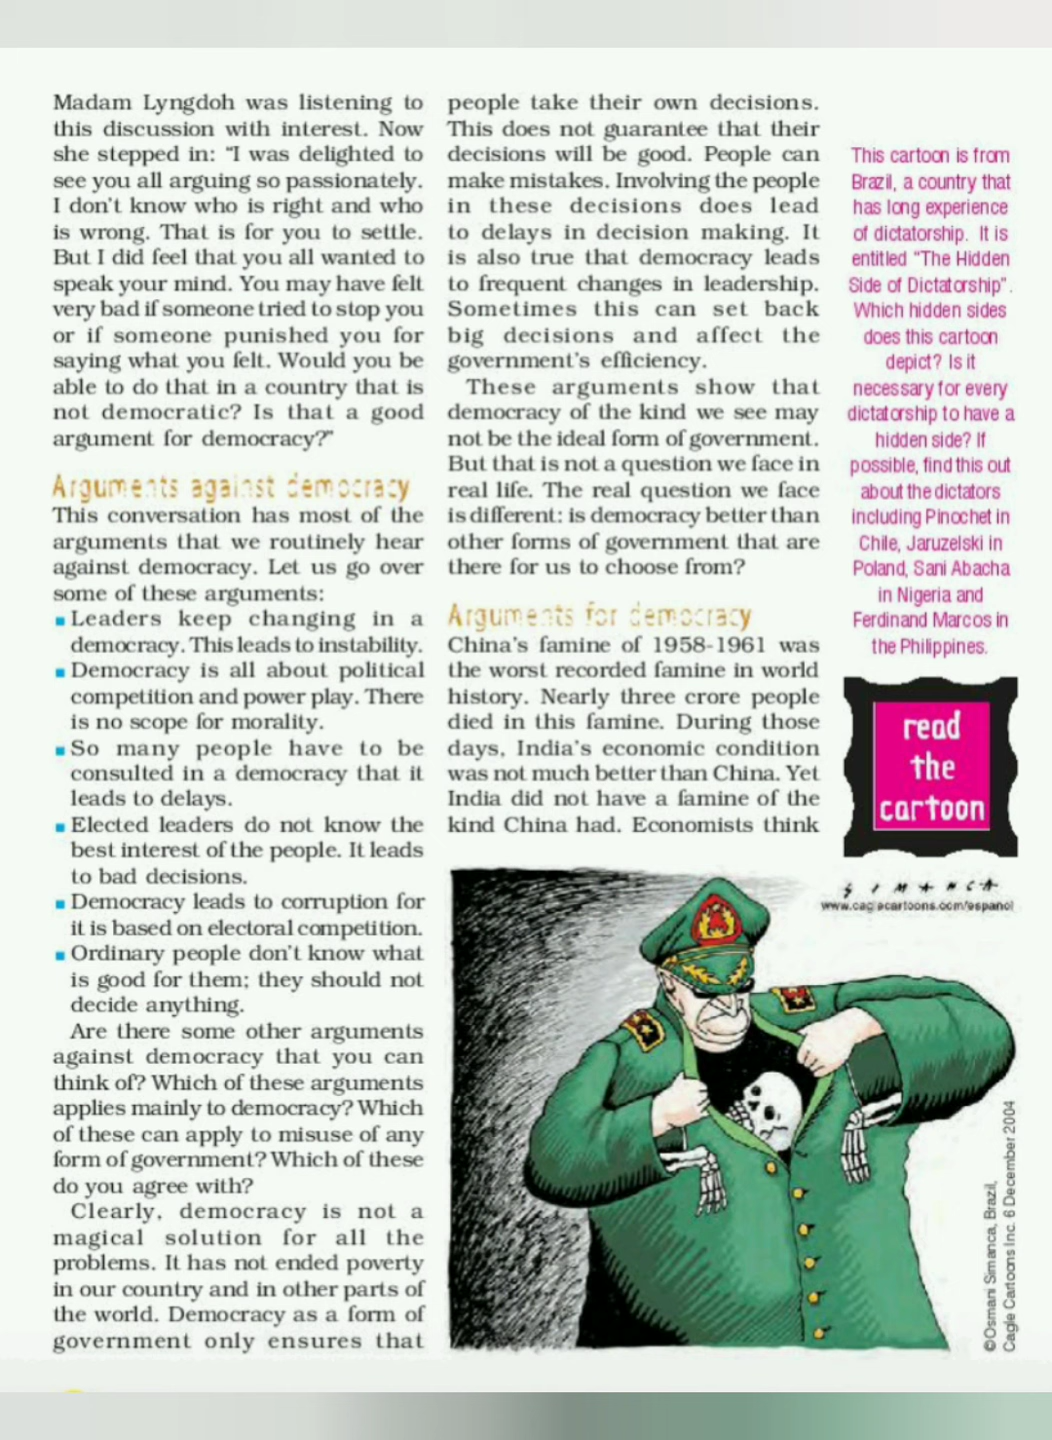 Madam Lyngdoh was listening to
this discussion with interest. Now
she stepped in: “I was delighted to
see you all arguing so passionately.
I don't know who is right and who
is wrong. That is for you to settle.
But I did feel that you all wanted to
speak your mind. You may have felt
very bad if someone tried to stop you
or if someone punished you for
saying what you felt. Would you be
able to do that in a country that is
not democratic? Is that a good
argument for democracy?”
Arguments against democracy
This conversation has most of the
arguments that we routinely hear
against democracy. Let us go over
some of these arguments:
▪ Leaders keep changing in a
democracy. This leads to instability.
▪ Democracy is all about political
competition and power play. There
is no scope for morality.
▪ So many people have to be
consulted in a democracy that it
leads to delays.
▪ Elected leaders do not know the
best interest of the people. It leads
to bad decisions.
▪ Democracy leads to corruption for
it is based on electoral competition.
▪ Ordinary people don't know what
is good for them; they should not
decide anything.
Are there some other arguments
against democracy that you can
think of? Which of these arguments
applies mainly to democracy? Which
of these can apply to misuse of any
form of government? Which of these
do you agree with?
Clearly, democracy is not a
magical solution for all the
problems. It has not ended poverty
in our country and in other parts of
the world. Democracy as a form of
government only ensures that
people take their own decisions.
This does not guarantee that their
decisions will be good. People can
make mistakes. Involving the people
in these decisions does lead
to delays in decision making. It
is also true that democracy leads
to frequent changes in leadership.
Sometimes this can set back
big decisions and affect the
government's efficiency.
These arguments show that
democracy of the kind we see may
not be the ideal form of government.
But that is not a question we face in
real life. The real question we face
is different: is democracy better than
other forms of government that are
there for us to choose from?
Arguments for democracy
China's famine of 1958-1961 was
the worst recorded famine in world
history. Nearly three crore people
died in this famine. During those
days, India's economic condition
was not much better than China. Yet
India did not have a famine of the
kind China had. Economists think
This cartoon is from
Brazil, a country that
has long experience
of dictatorship. It is
entitled “The Hidden
Side of Dictatorship”.
Which hidden sides
does this cartoon
depict? Is it
necessary for every
dictatorship to have a
hidden side? If
possible, find this out
about the dictators
including Pinochet in
Chile, Jaruzelski in
Poland, Sani Abacha
in Nigeria and
Ferdinand Marcos in
the Philippines.
read
the
cartoon
SIMANCA
www.caglecartoons.com/espanol
©Osmani Simanca, Brazil,
Cagle Cartoons Inc. 6 December 2004